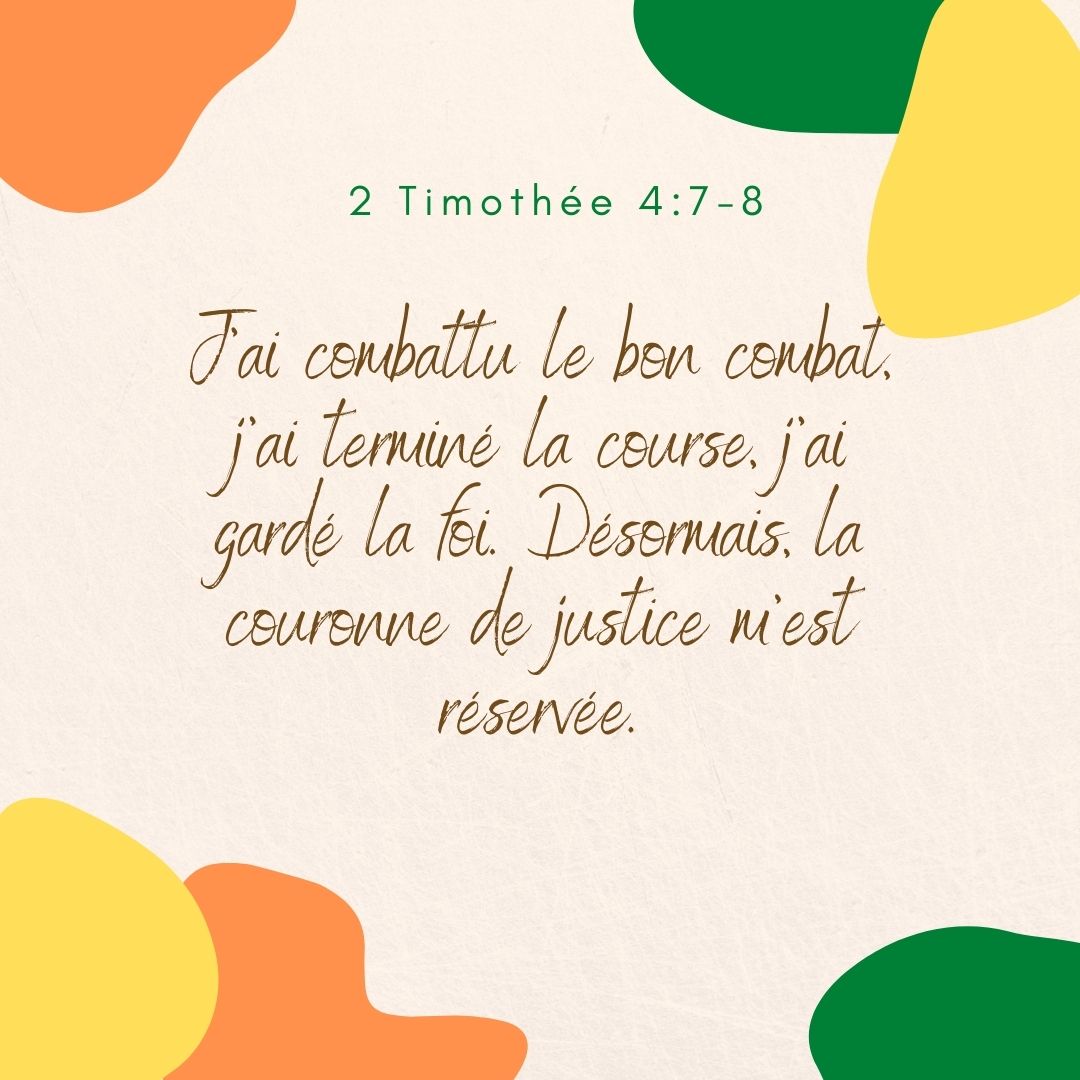 2 Timothée 4:7-8
J'ai combattu le bon combat,
j'ai terminé la course, j'ai
gardé la foi. Désormais, la
couronne de justice m'est
réservée.